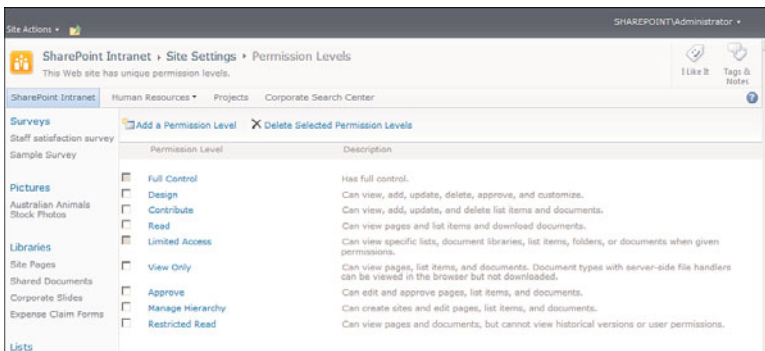 SHAREPOINT\Administrator
Site Actions
SharePoint Intranet › Site Settings › Permission Levels
This Web site has unique permission levels.
I Like It
Tags & Notes
SharePoint Intranet Human Resources Projects Corporate Search Center
Surveys
Staff satisfaction survey
Sample Survey
Pictures
Australian Animals
Stock Photos
Libraries
Site Pages
Shared Documents
Corporate Slides
Expense Claim Forms
Lists
Add a Permission Level Delete Selected Permission Levels
Permission Level Description
Full Control Has full control.
Design Can view, add, update, delete, approve, and customize.
Contribute Can view, add, update, and delete list items and documents.
Read Can view pages and list items and download documents.
Limited Access Can view specific lists, document libraries, list items, folders, or documents when given
permissions.
View Only Can view pages, list items, and documents. Document types with server-side file handlers
can be viewed in the browser but not downloaded.
Approve Can edit and approve pages, list items, and documents.
Manage Hierarchy Can create sites and edit pages, list items, and documents.
Restricted Read Can view pages and documents, but cannot view historical versions or user permissions.